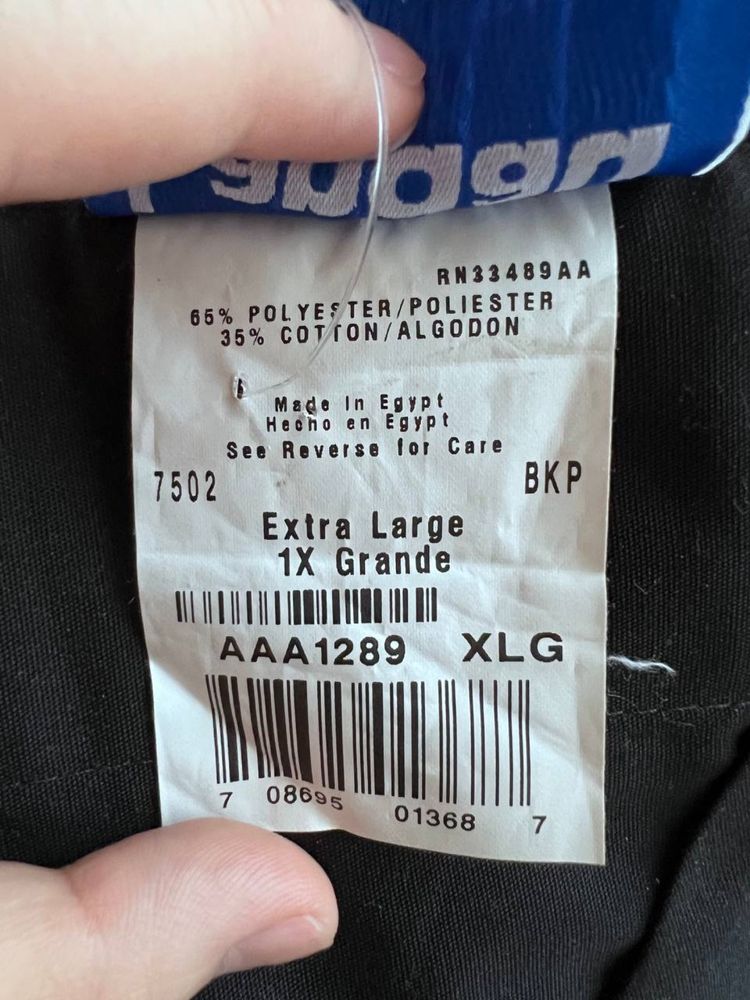 RN33489AA
65% POLYESTER/POLIESTER
35% COTTON/ALGODON
Made In Egypt
Hecho en Egypt
See Reverse for Care
7502 BKP
Extra Large
1X Grande
AAA1289 XLG
7 08695 01368 7